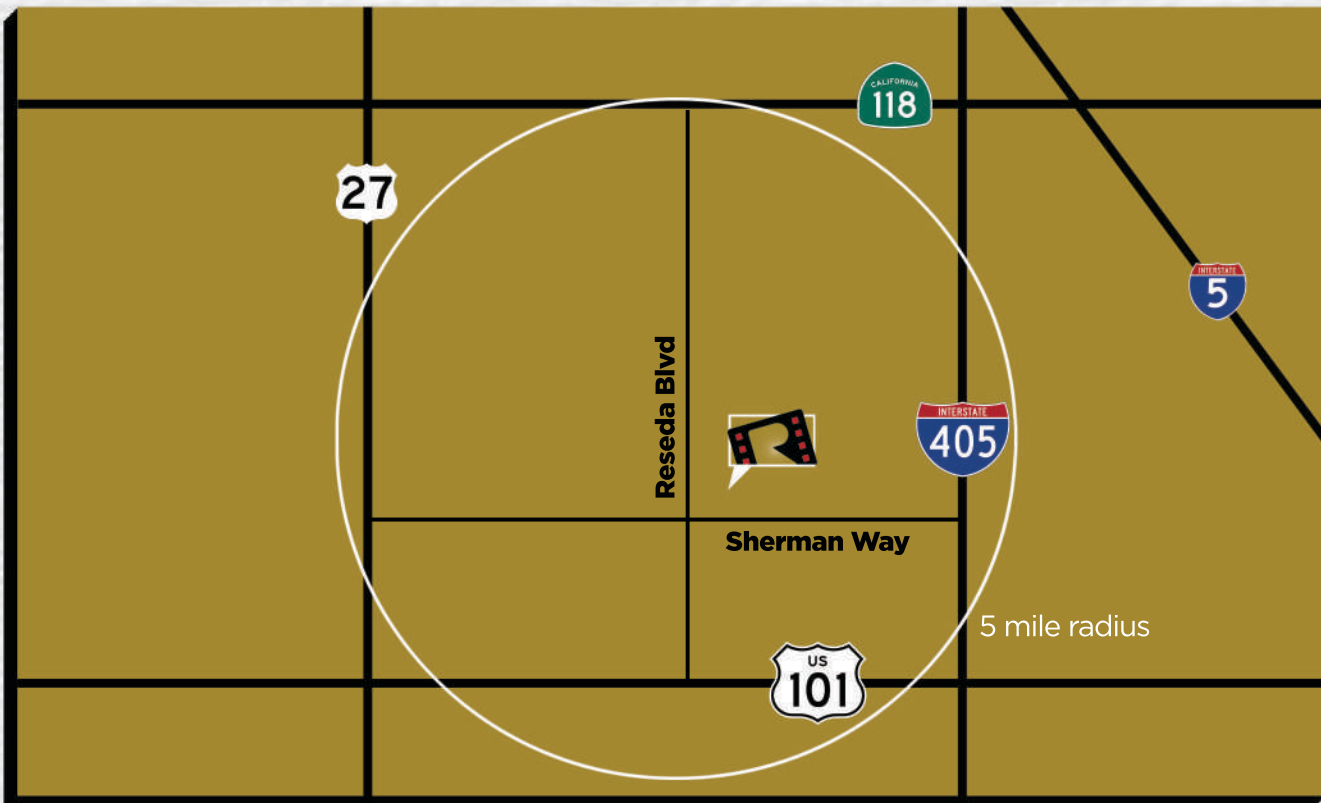 CALIFORNIA
118
27
INTERSTATE
5
Reseda Blvd
INTERSTATE
405
Sherman Way
5 mile radius
US
101